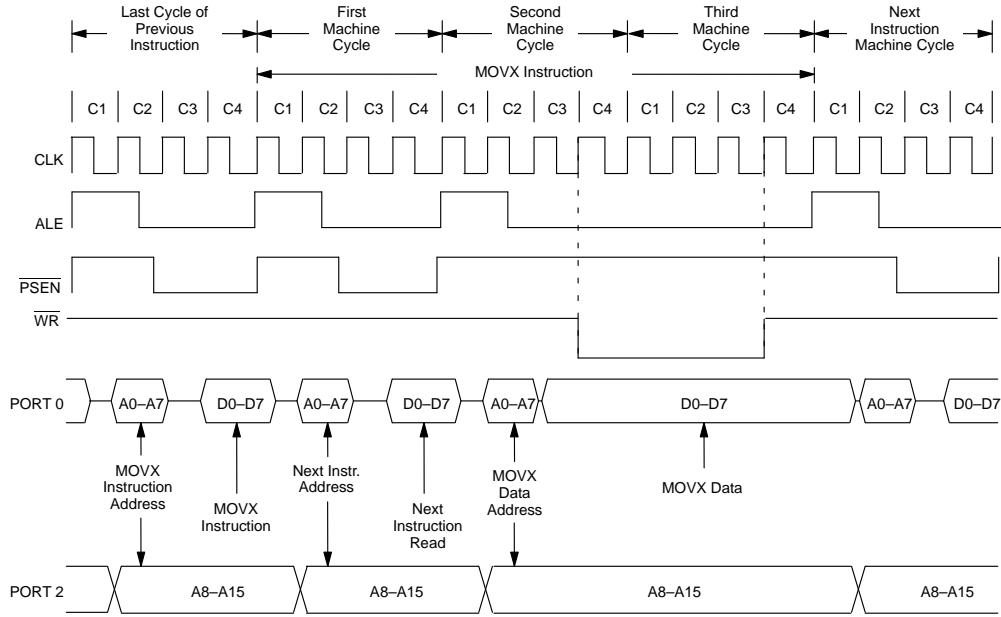 Last Cycle of
Previous
Instruction
First
Machine
Cycle
Second
Machine
Cycle
Third
Machine
Cycle
Next
Instruction
Machine Cycle
MOVX Instruction
C1 C2 C3 C4 C1 C2 C3 C4 C1 C2 C3 C4 C1 C2 C3 C4 C1 C2 C3 C4
CLK
ALE
PSEN
WR
PORT 0 A0–A7 D0–D7 A0–A7 D0–D7 A0–A7 D0–D7 A0–A7 D0–D7
MOVX
Instruction
Address
MOVX
Instruction
Next Instr.
Address
Next
Instruction
Read
MOVX
Data
Address
MOVX Data
PORT 2 A8–A15 A8–A15 A8–A15 A8–A15